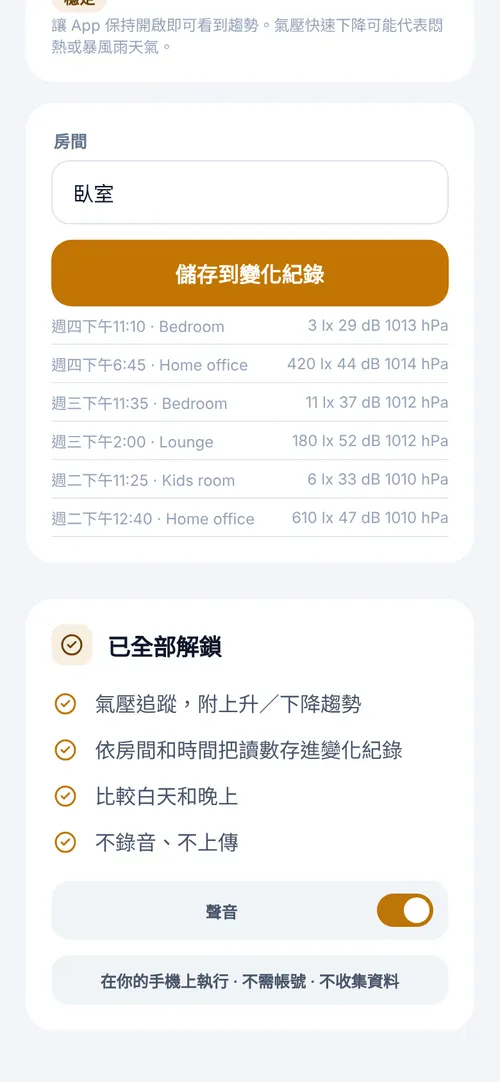 穩定
讓 App 保持開啟即可看到趨勢。氣壓快速下降可能代表悶
熱或暴風雨天氣。
房間
臥室
儲存到變化紀錄
週四下午11:10 · Bedroom 3 lx 29 dB 1013 hPa
週四下午6:45 · Home office 420 lx 44 dB 1014 hPa
週三下午11:35 · Bedroom 11 lx 37 dB 1012 hPa
週三下午2:00 · Lounge 180 lx 52 dB 1012 hPa
週二下午11:25 · Kids room 6 lx 33 dB 1010 hPa
週二下午12:40 · Home office 610 lx 47 dB 1010 hPa
已全部解鎖
氣壓追蹤，附上升／下降趨勢
依房間和時間把讀數存進變化紀錄
比較白天和晚上
不錄音、不上傳
聲音
在你的手機上執行 · 不需帳號 · 不收集資料